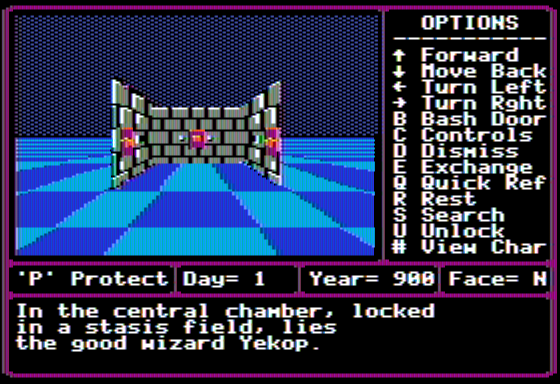 OPTIONS
------------
↑ Forward
↓ Move Back
← Turn Left
→ Turn Rght
B Bash Door
C Controls
D Dismiss
E Exchange
Q Quick Ref
R Rest
S Search
U Unlock
# View Char
'P' Protect Day= 1 Year= 900 Face= N
In the central chamber, locked
in a stasis field, lies
the good wizard Yekop.